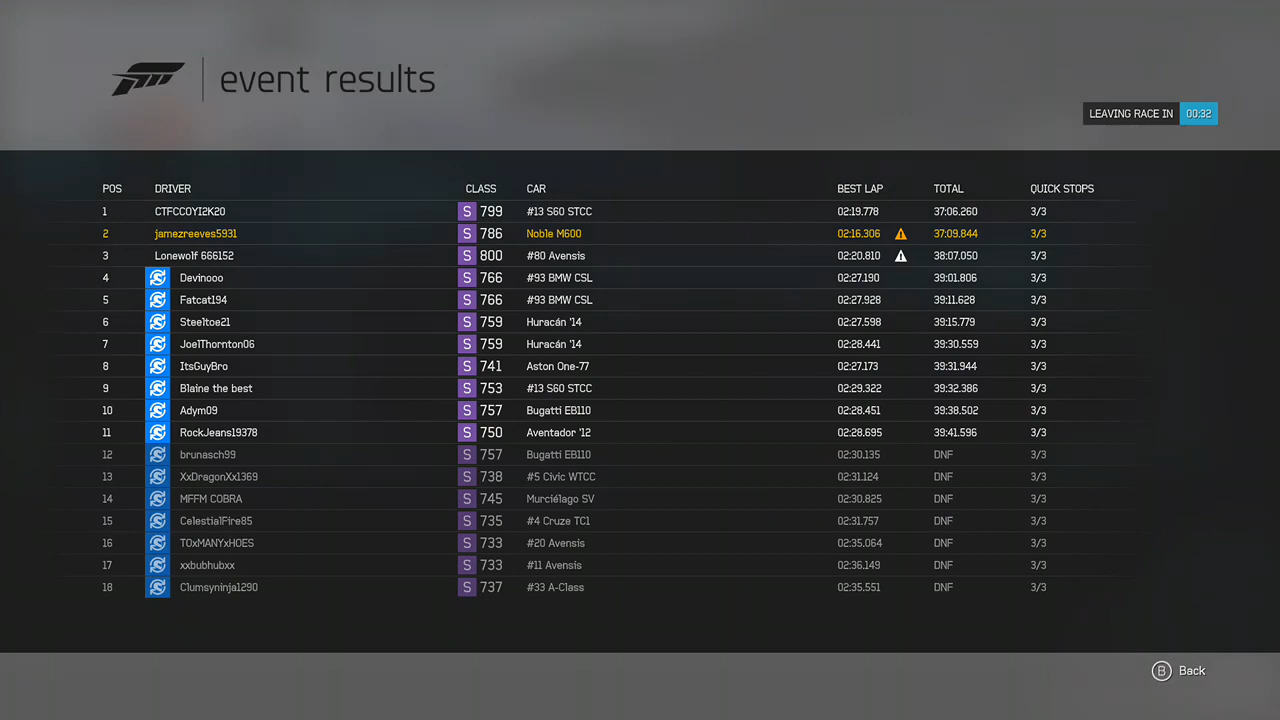 event results
LEAVING RACE IN 00:32
POS DRIVER CLASS CAR BEST LAP TOTAL QUICK STOPS
1 CTFCCOYI2K20 S 799 #13 S60 STCC 02:19.778 37:06.260 3/3
2 jamezreeves5931 S 786 Noble M600 02:16.306 37:09.844 3/3
3 Lonewolf 666152 S 800 #80 Avensis 02:20.810 38:07.050 3/3
4 Devinooo S 766 #93 BMW CSL 02:27.190 39:01.806 3/3
5 Fatcat194 S 766 #93 BMW CSL 02:27.928 39:11.628 3/3
6 Steeltoe21 S 759 Huracán '14 02:27.598 39:15.779 3/3
7 JoelThornton06 S 759 Huracán '14 02:28.441 39:30.559 3/3
8 ItsGuyBro S 741 Aston One-77 02:27.173 39:31.944 3/3
9 Blaine the best S 753 #13 S60 STCC 02:29.322 39:32.386 3/3
10 Adym09 S 757 Bugatti EB110 02:28.451 39:38.502 3/3
11 RockJeans19378 S 750 Aventador '12 02:28.695 39:41.596 3/3
12 brunasch99 S 757 Bugatti EB110 02:30.135 DNF 3/3
13 XxDragonXx1369 S 738 #5 Civic WTCC 02:31.124 DNF 3/3
14 MFFM COBRA S 745 Murciélago SV 02:30.825 DNF 3/3
15 CelestialFire85 S 735 #4 Cruze TC1 02:31.757 DNF 3/3
16 TOxMANYxHOES S 733 #20 Avensis 02:35.064 DNF 3/3
17 xxbubhubxx S 733 #11 Avensis 02:36.149 DNF 3/3
18 Clumsyninja1290 S 737 #33 A-Class 02:35.551 DNF 3/3
B Back